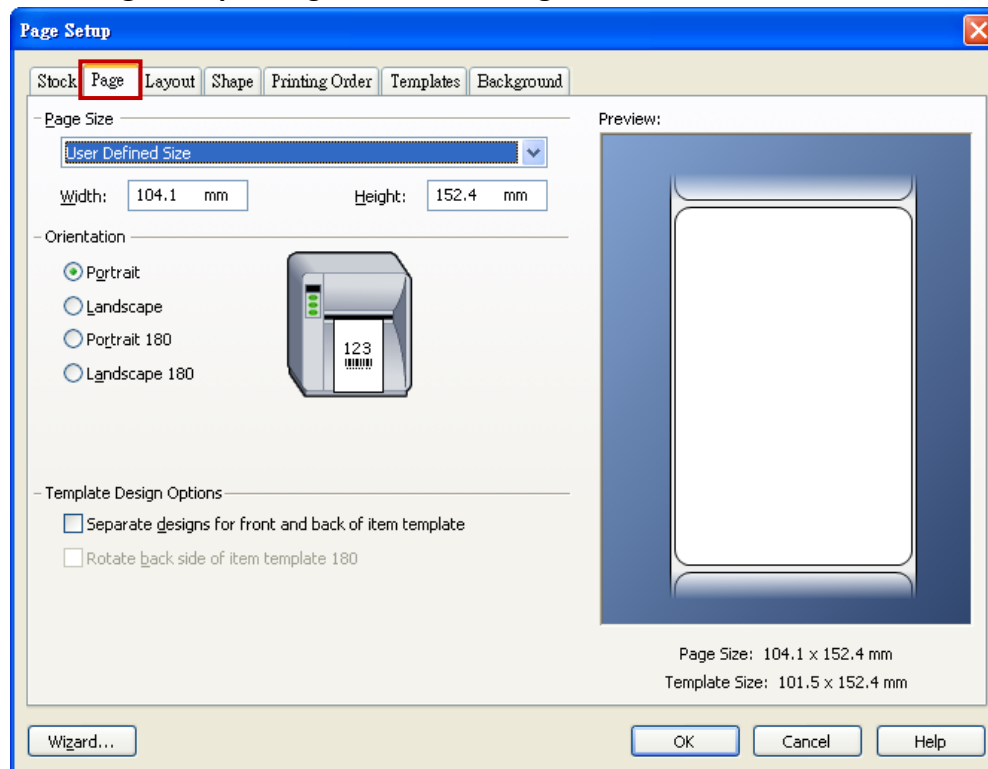 Page Setup
Stock Page Layout Shape Printing Order Templates Background
Page Size
User Defined Size
Width: 104.1 mm Height: 152.4 mm
Orientation
Portrait
Landscape
Portrait 180
Landscape 180
123
Template Design Options
Separate designs for front and back of item template
Rotate back side of item template 180
Preview:
Page Size: 104.1 x 152.4 mm
Template Size: 101.5 x 152.4 mm
Wizard... OK Cancel Help